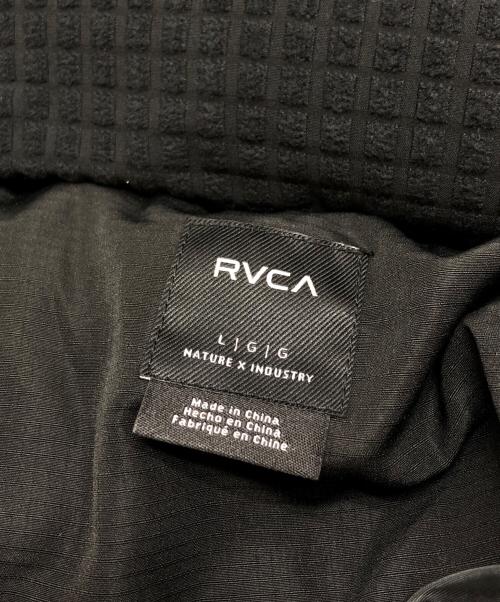 RVCA
L | G | G
NATURE X INDUSTRY
Made in China
Hecho en China
Fabriqué en Chine